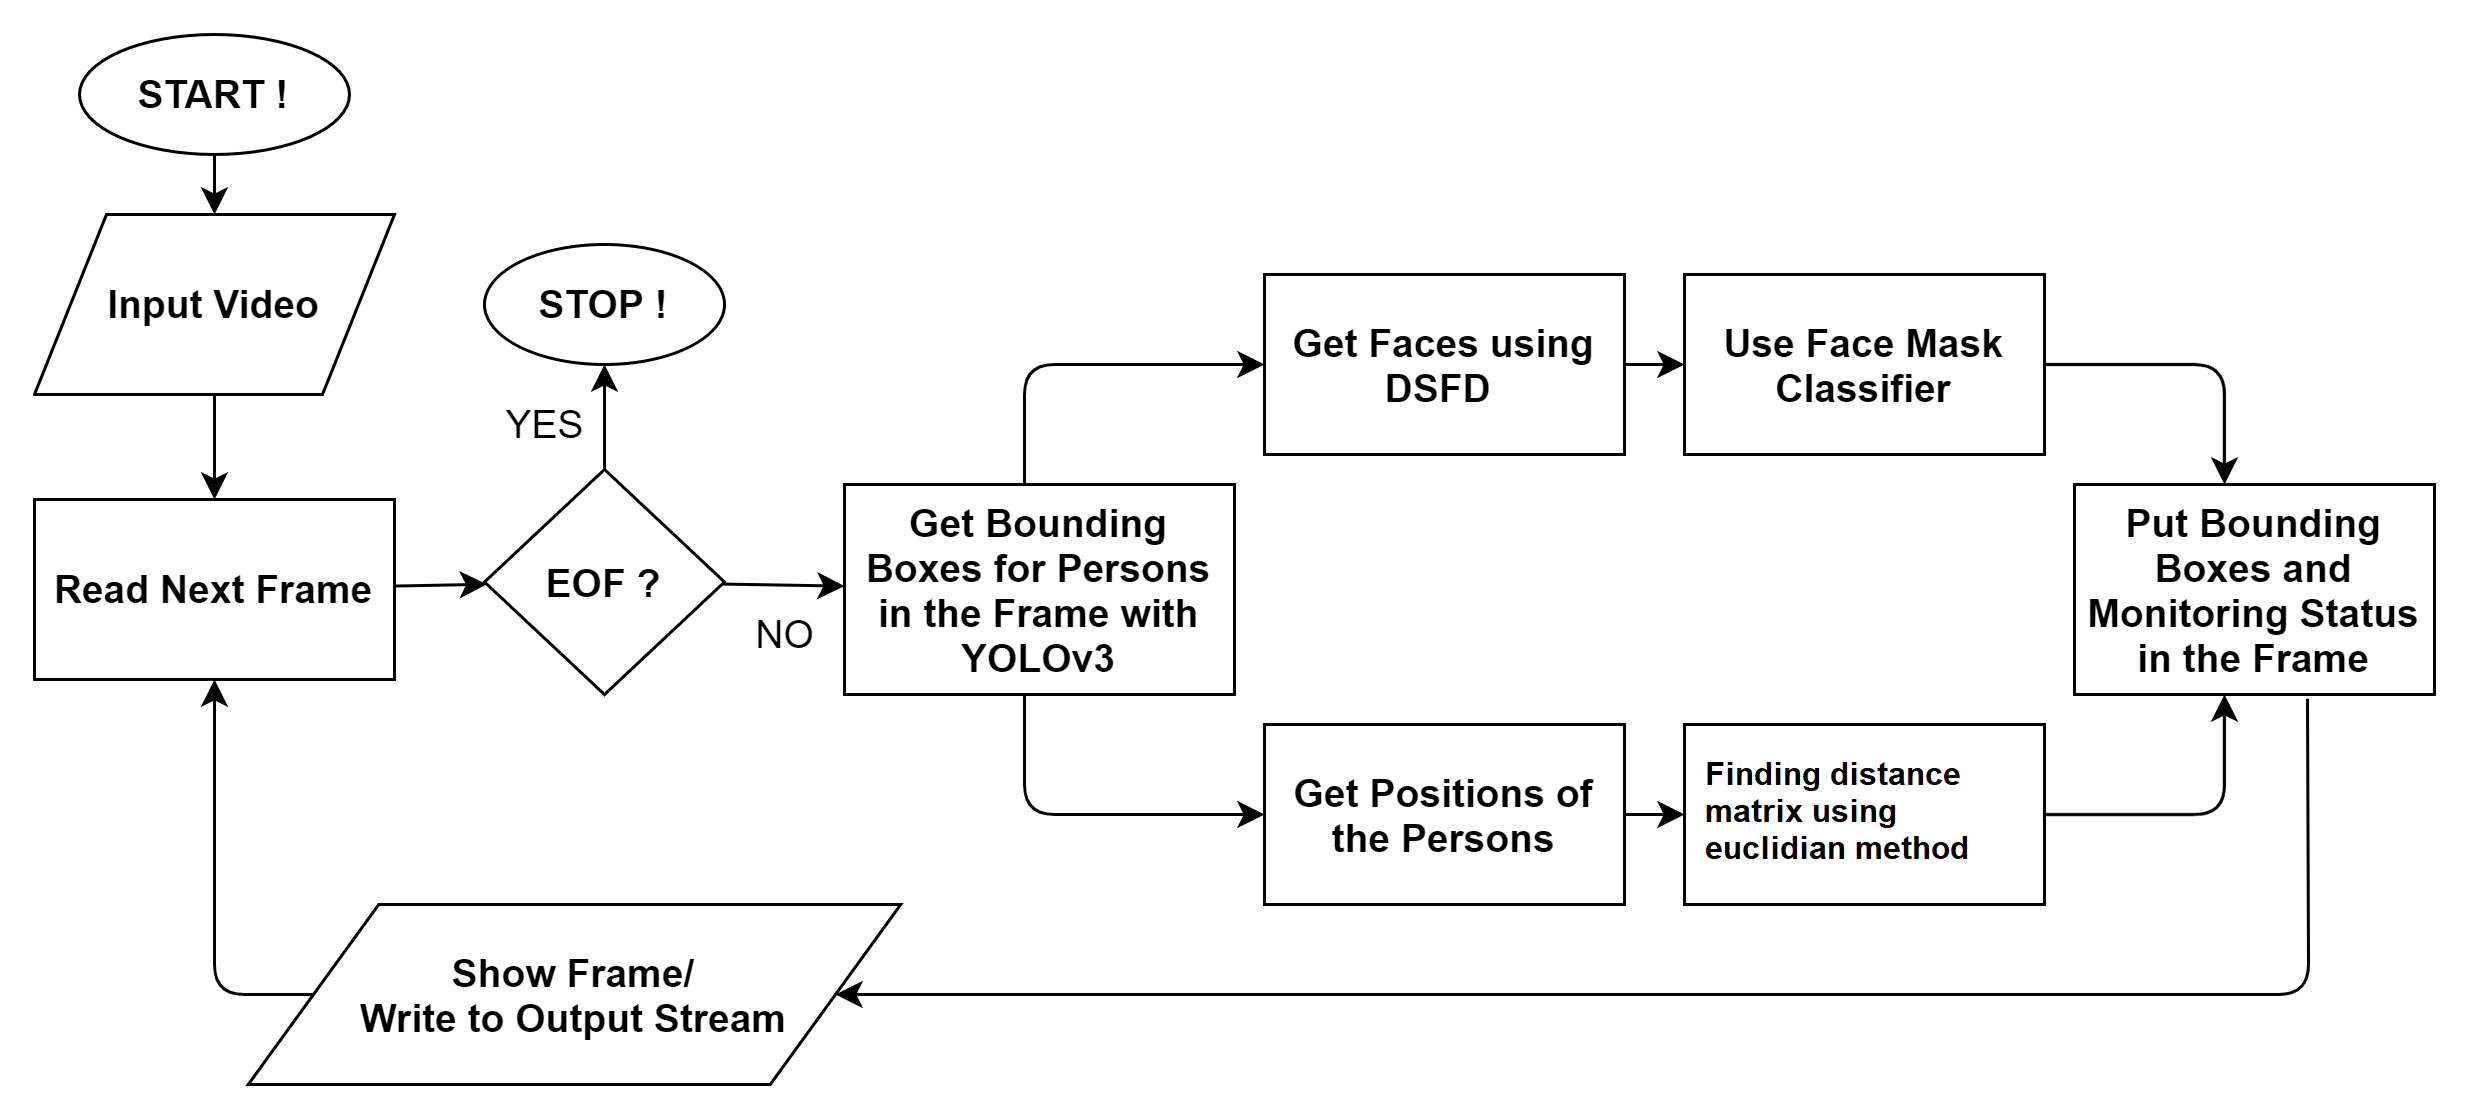 START !
Input Video
Read Next Frame
STOP !
YES
EOF ?
NO
Get Bounding
Boxes for Persons
in the Frame with
YOLOv3
Get Faces using
DSFD
Use Face Mask
Classifier
Get Positions of
the Persons
Finding distance
matrix using
euclidian method
Put Bounding
Boxes and
Monitoring Status
in the Frame
Show Frame/
Write to Output Stream